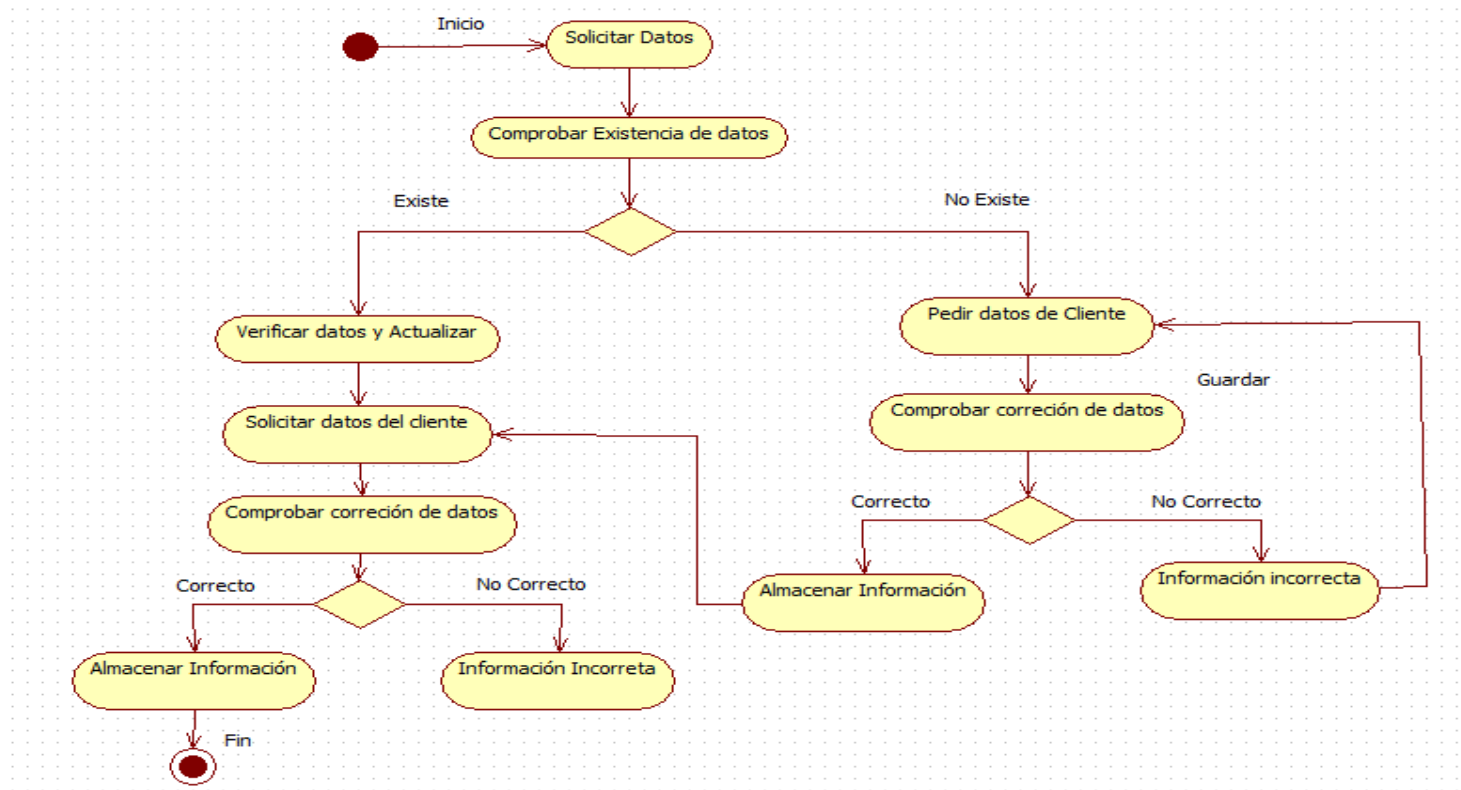 Inicio
Solicitar Datos
Comprobar Existencia de datos
Existe
No Existe
Verificar datos y Actualizar
Pedir datos de Cliente
Guardar
Solicitar datos del cliente
Comprobar correción de datos
Comprobar correción de datos
Correcto
No Correcto
Almacenar Información
Información incorrecta
Correcto
No Correcto
Almacenar Información
Información Incorreta
Fin